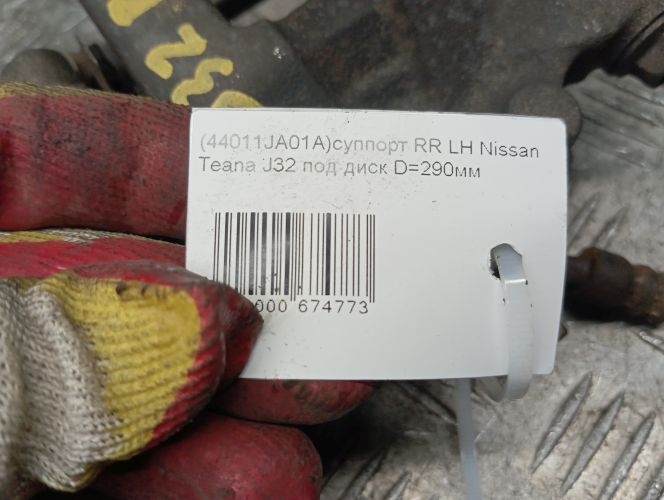 (44011JA01A)суппорт RR LH Nissan
Teana J32 под диск D=290мм
000 674773